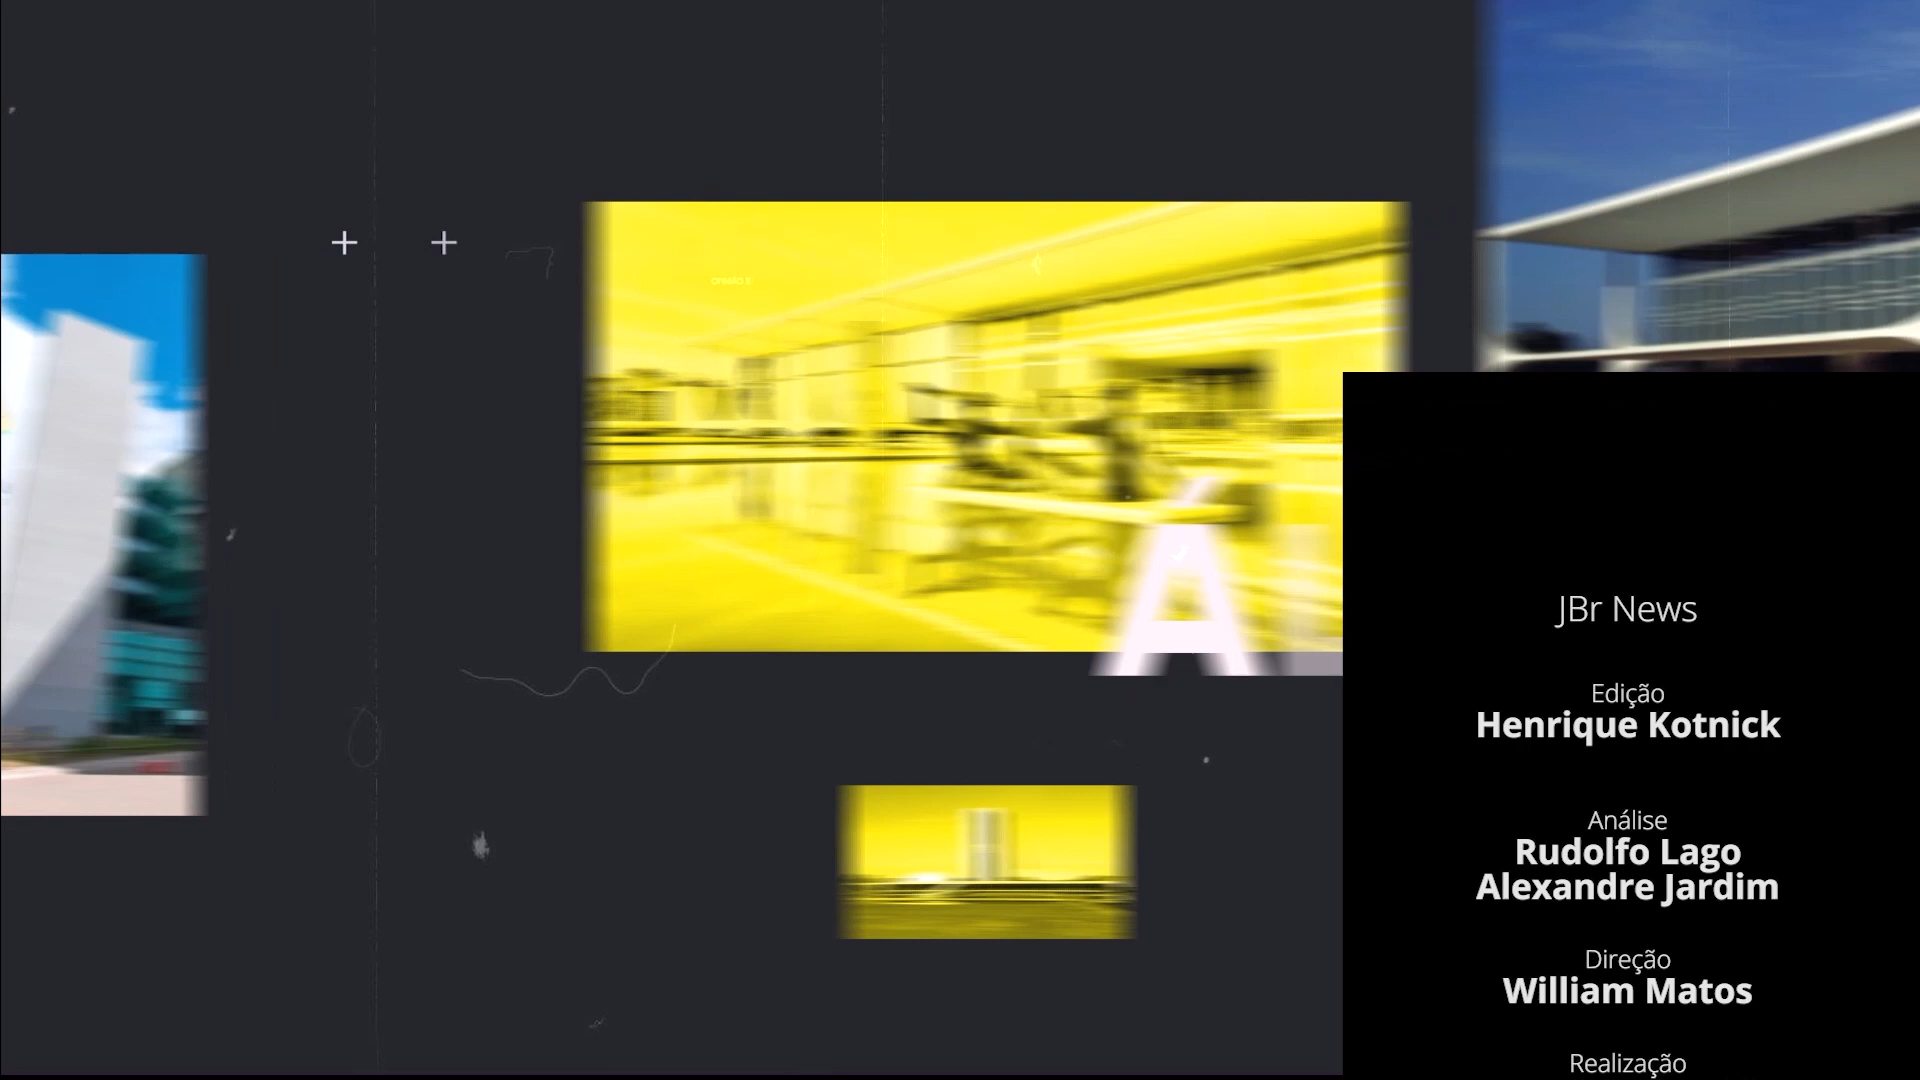 Á
JBr News
Edição
Henrique Kotnick
Análise
Rudolfo Lago
Alexandre Jardim
Direção
William Matos
Realização